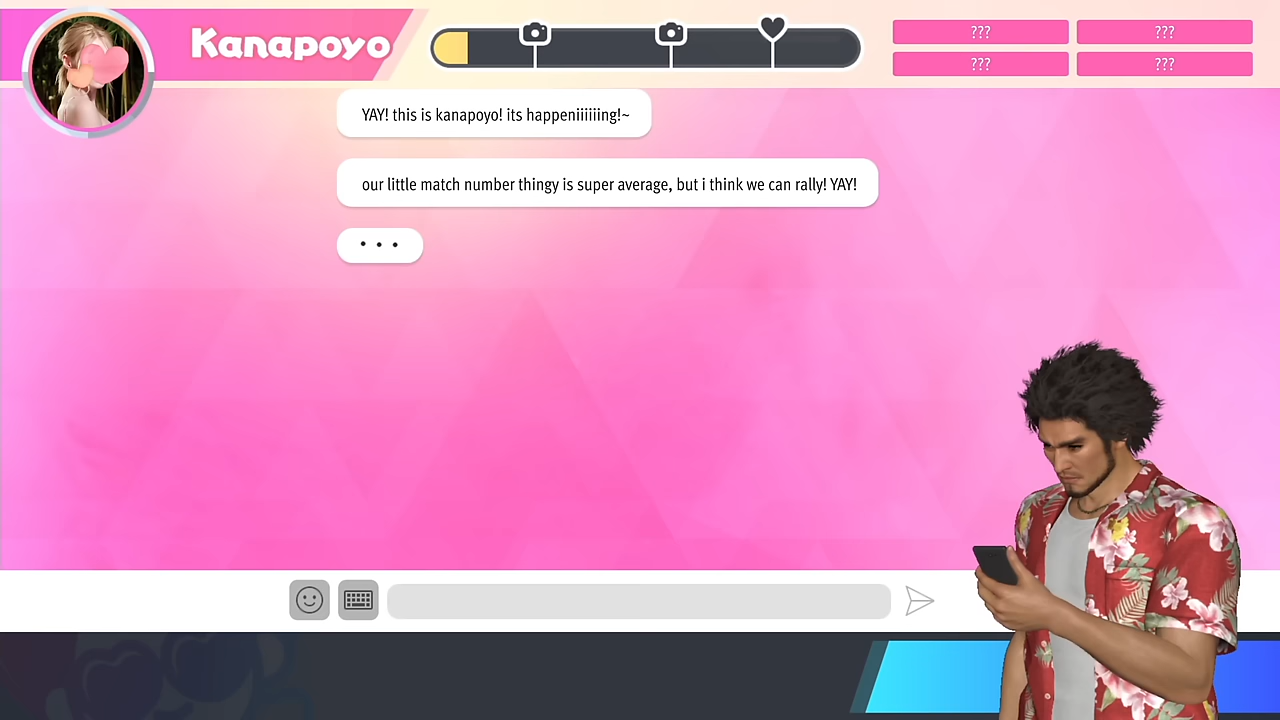 Kanapoyo
???
???
???
???
YAY! this is kanapoyo! its happeniiiiiing!~
our little match number thingy is super average, but i think we can rally! YAY!
• • •